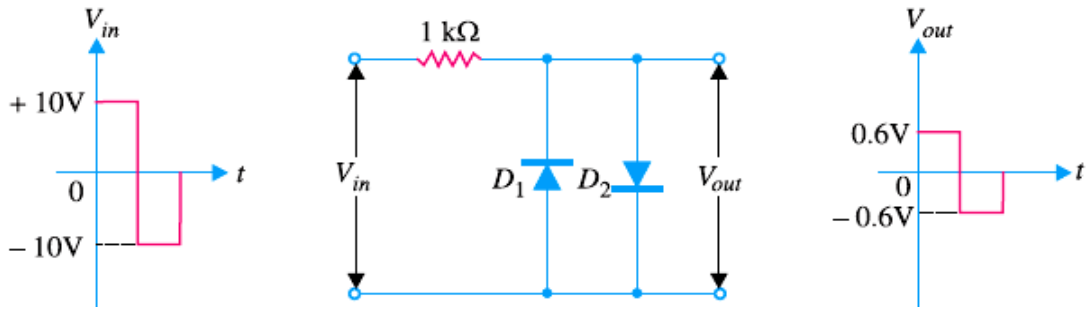 V_in
+ 10V
0
t
– 10V
1 kΩ
V_in
D_1
D_2
V_out
V_out
0.6V
0
t
– 0.6V